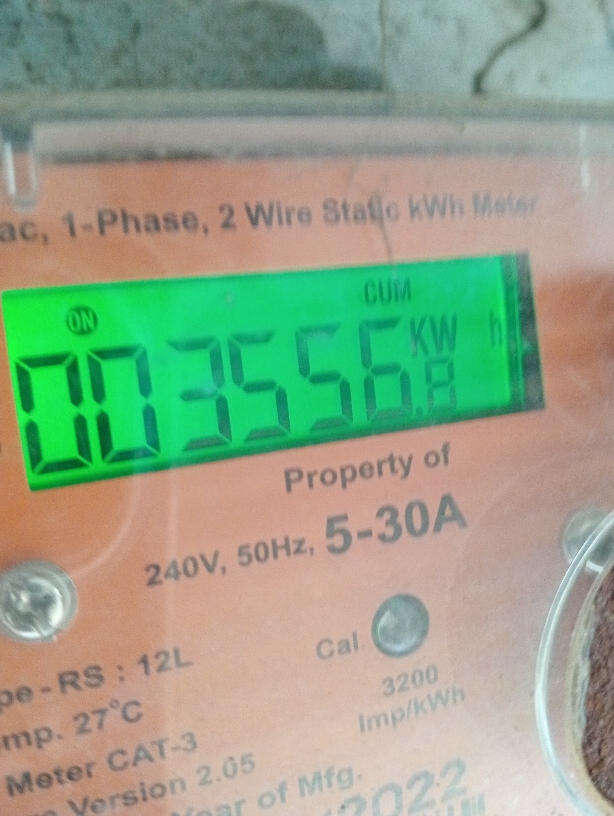 ac, 1-Phase, 2 Wire Static kWh Meter
ON
CUM
003556.8 KW h
Property of
240V, 50Hz, 5-30A
Cal
3200
Imp/kWh
pe - RS : 12L
mp. 27°C
Meter CAT-3
Version 2.05
Year of Mfg.
2022